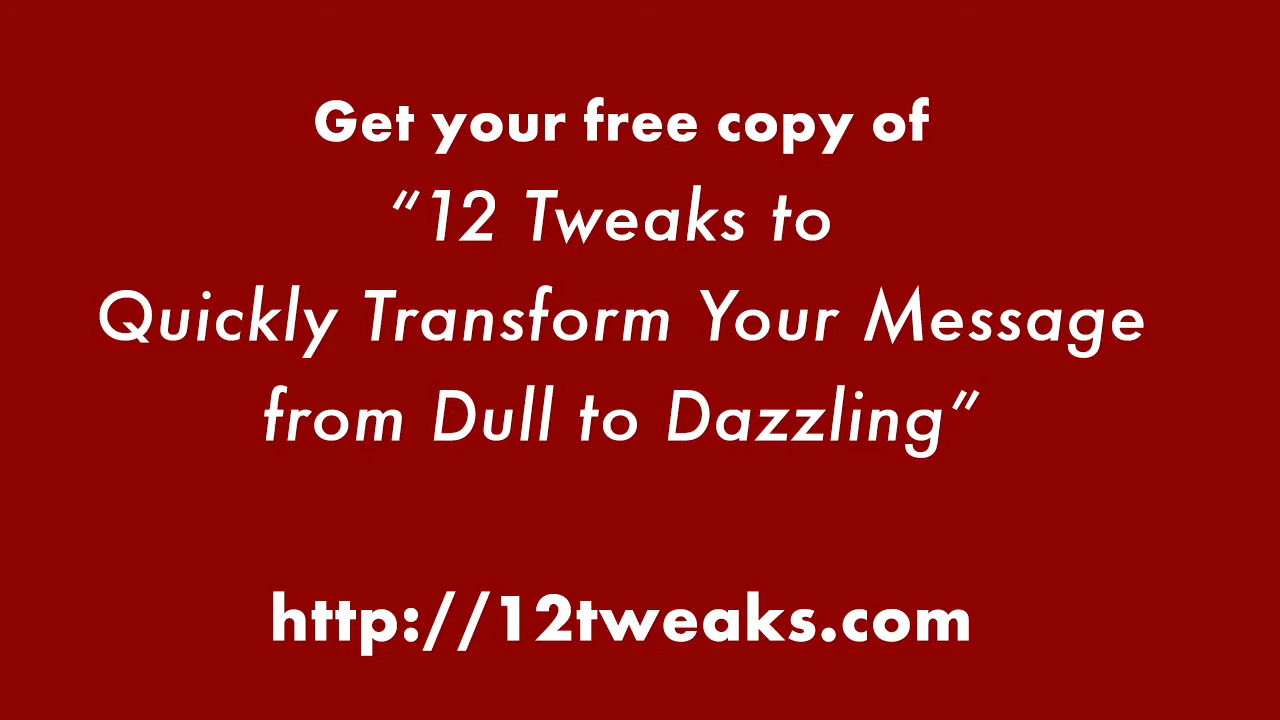 Get your free copy of
"12 Tweaks to
Quickly Transform Your Message
from Dull to Dazzling"
http://12tweaks.com